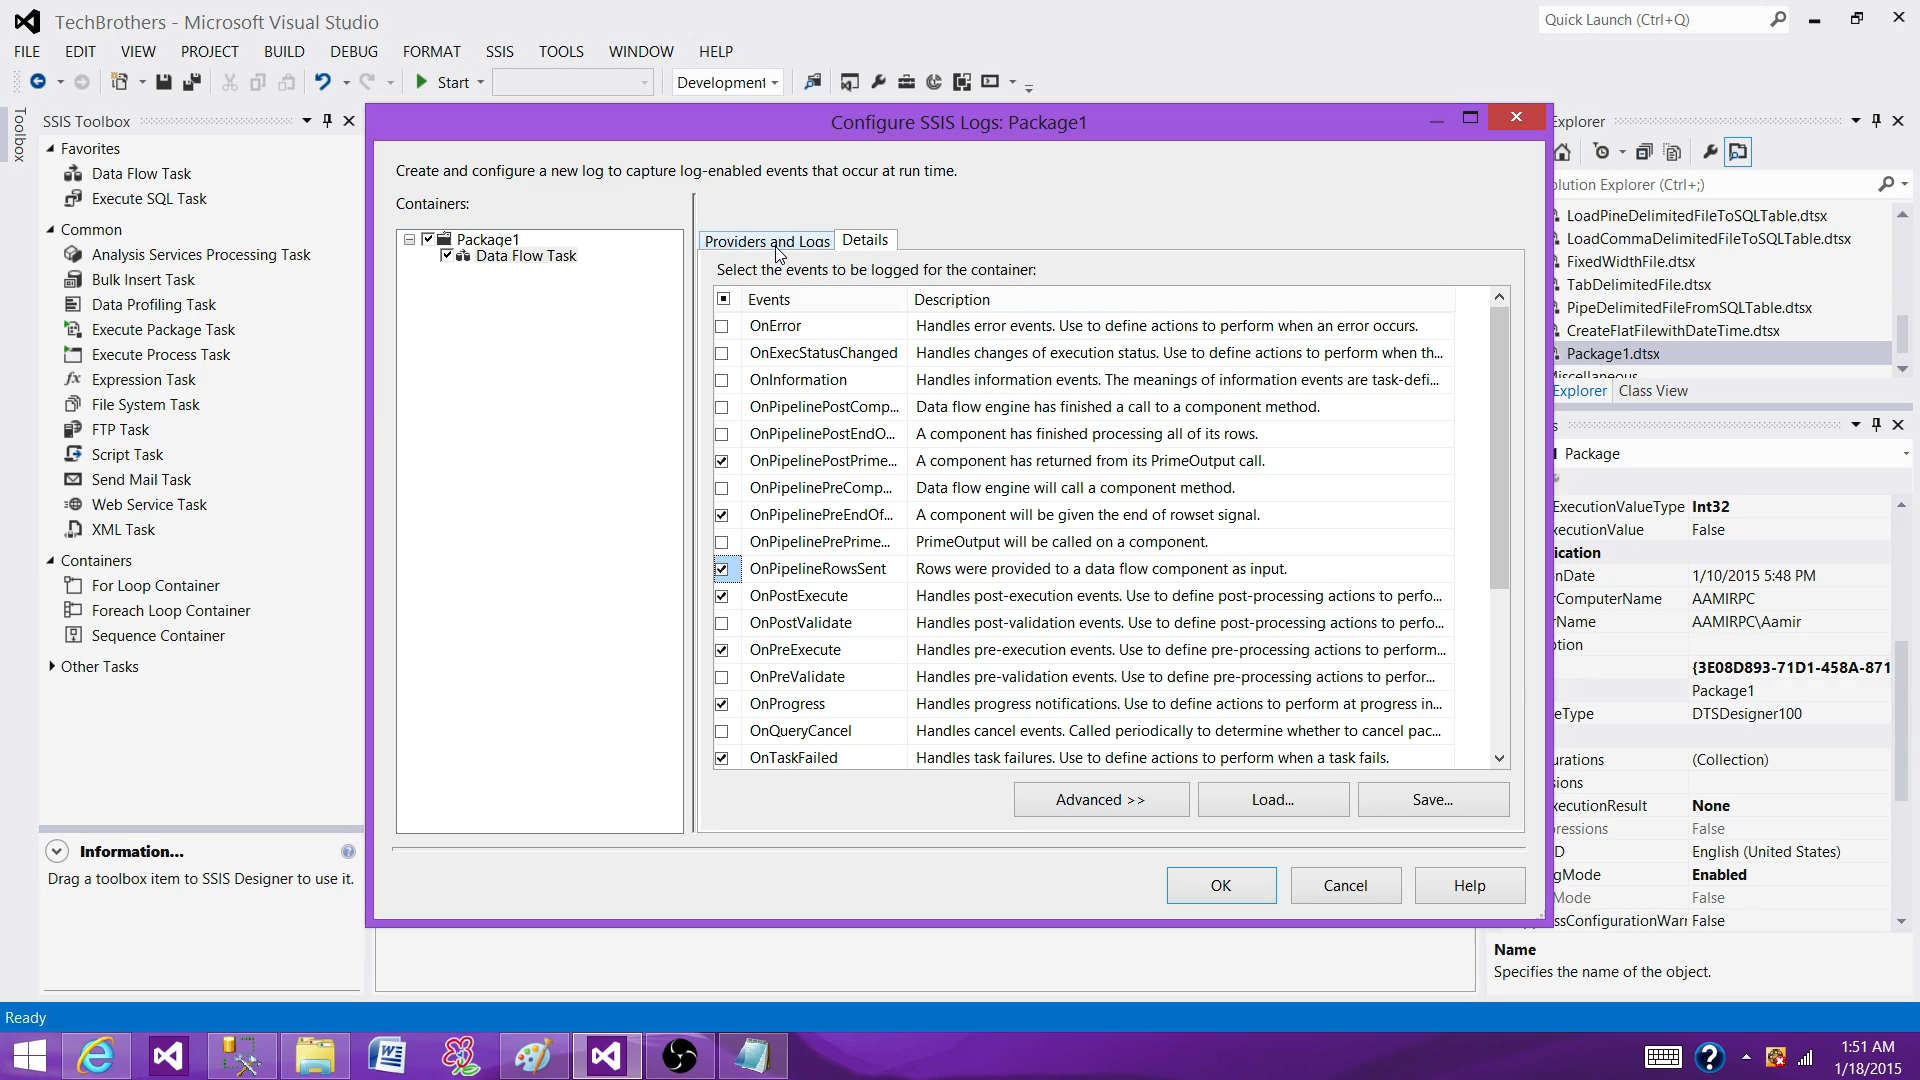 TechBrothers - Microsoft Visual Studio
Quick Launch (Ctrl+Q)
FILE EDIT VIEW PROJECT BUILD DEBUG FORMAT SSIS TOOLS WINDOW HELP
Start
Development
Toolbox
SSIS Toolbox
Favorites
Data Flow Task
Execute SQL Task
Common
Analysis Services Processing Task
Bulk Insert Task
Data Profiling Task
Execute Package Task
Execute Process Task
Expression Task
File System Task
FTP Task
Script Task
Send Mail Task
Web Service Task
XML Task
Containers
For Loop Container
Foreach Loop Container
Sequence Container
Other Tasks
Information...
Drag a toolbox item to SSIS Designer to use it.
Configure SSIS Logs: Package1
Create and configure a new log to capture log-enabled events that occur at run time.
Containers:
Package1
Data Flow Task
Providers and Logs Details
Select the events to be logged for the container:
Events Description
OnError Handles error events. Use to define actions to perform when an error occurs.
OnExecStatusChanged Handles changes of execution status. Use to define actions to perform when th...
OnInformation Handles information events. The meanings of information events are task-defi...
OnPipelinePostComp... Data flow engine has finished a call to a component method.
OnPipelinePostEndO... A component has finished processing all of its rows.
OnPipelinePostPrime... A component has returned from its PrimeOutput call.
OnPipelinePreComp... Data flow engine will call a component method.
OnPipelinePreEndOf... A component will be given the end of rowset signal.
OnPipelinePrePrime... PrimeOutput will be called on a component.
OnPipelineRowsSent Rows were provided to a data flow component as input.
OnPostExecute Handles post-execution events. Use to define post-processing actions to perfo...
OnPostValidate Handles post-validation events. Use to define post-processing actions to perfo...
OnPreExecute Handles pre-execution events. Use to define pre-processing actions to perform...
OnPreValidate Handles pre-validation events. Use to define pre-processing actions to perfor...
OnProgress Handles progress notifications. Use to define actions to perform at progress in...
OnQueryCancel Handles cancel events. Called periodically to determine whether to cancel pac...
OnTaskFailed Handles task failures. Use to define actions to perform when a task fails.
Advanced >> Load... Save...
OK Cancel Help
Explorer
olution Explorer (Ctrl+;)
LoadPineDelimitedFileToSQLTable.dtsx
LoadCommaDelimitedFileToSQLTable.dtsx
FixedWidthFile.dtsx
TabDelimitedFile.dtsx
PipeDelimitedFileFromSQLTable.dtsx
CreateFlatFilewithDateTime.dtsx
Package1.dtsx
Miscellaneous
Explorer Class View
s
Package
ExecutionValueType Int32
xecutionValue False
ication
onDate 1/10/2015 5:48 PM
orComputerName AAMIRPC
rName AAMIRPC\Aamir
ption
{3E08D893-71D1-458A-871
Package1
eType DTSDesigner100
urations (Collection)
sions
xecutionResult None
pressions False
D English (United States)
gMode Enabled
Mode False
ssConfigurationWarr False
Name
Specifies the name of the object.
Ready
1:51 AM
1/18/2015